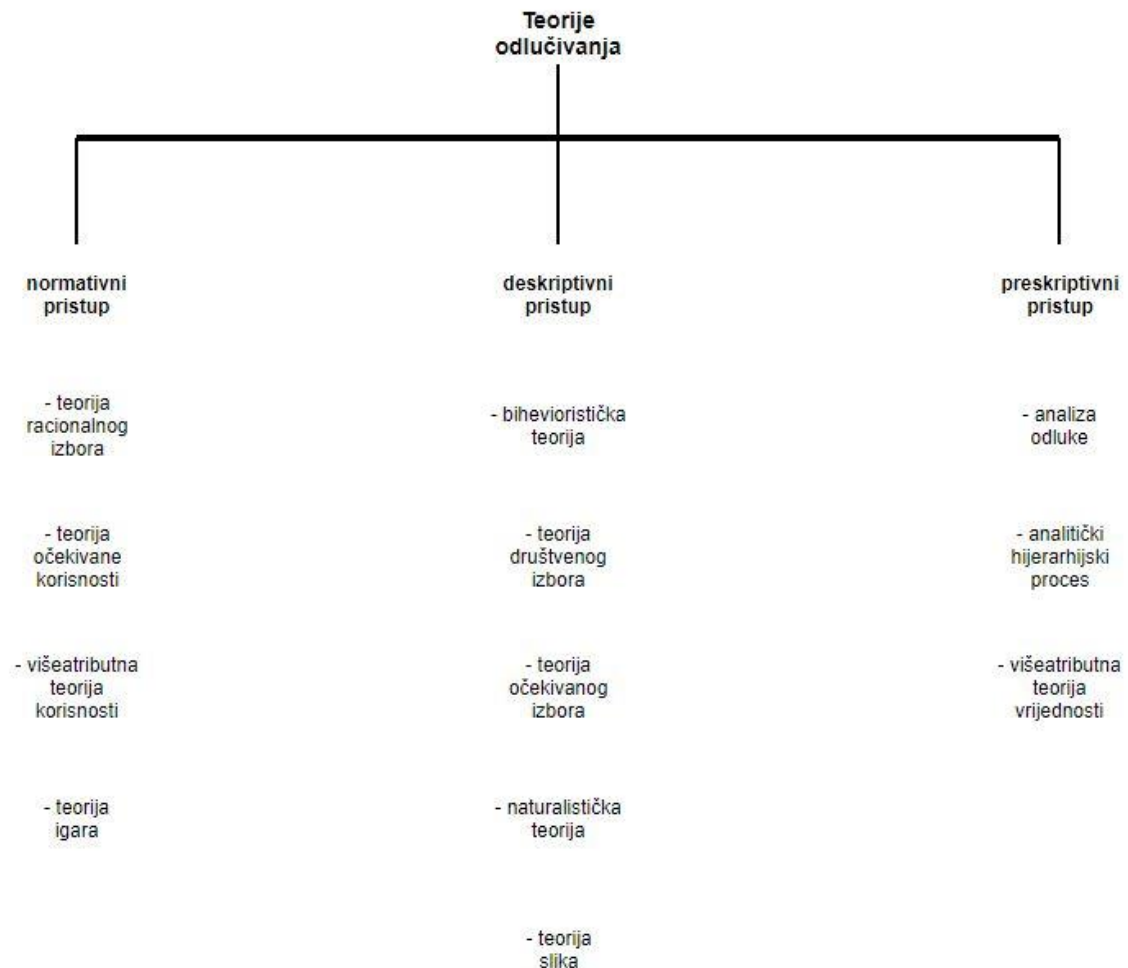 Teorije
odlučivanja
normativni
pristup
- teorija
racionalnog
izbora
- teorija
očekivane
korisnosti
- višeatributna
teorija
korisnosti
- teorija
igara
deskriptivni
pristup
- bihevioristička
teorija
- teorija
društvenog
izbora
- teorija
očekivanog
izbora
- naturalistička
teorija
- teorija
slika
preskriptivni
pristup
- analiza
odluke
- analitički
hijerarhijski
proces
- višeatributna
teorija
vrijednosti